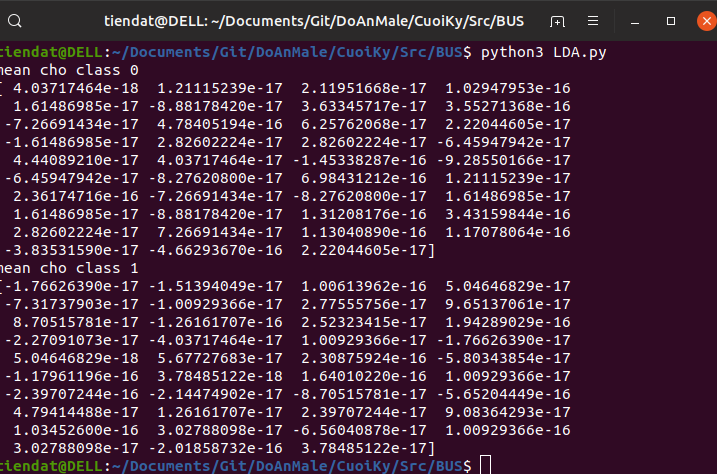 tiendat@DELL: ~/Documents/Git/DoAnMale/CuoiKy/Src/BUS
tiendat@DELL:~/Documents/Git/DoAnMale/CuoiKy/Src/BUS$ python3 LDA.py
mean cho class 0
[ 4.03717464e-18 1.21115239e-17 2.11951668e-17 1.02947953e-16
1.61486985e-17 -8.88178420e-17 3.63345717e-17 3.55271368e-16
-7.26691434e-17 4.78405194e-16 6.25762068e-17 2.22044605e-17
-1.61486985e-17 2.82602224e-17 2.82602224e-17 -6.45947942e-17
4.44089210e-17 4.03717464e-17 -1.45338287e-16 -9.28550166e-17
-6.45947942e-17 -8.27620800e-17 6.98431212e-16 1.21115239e-17
2.36174716e-16 -7.26691434e-17 -8.27620800e-17 1.61486985e-17
1.61486985e-17 -8.88178420e-17 1.31208176e-16 3.43159844e-16
2.82602224e-17 7.26691434e-17 1.13040890e-16 1.17078064e-16
-3.83531590e-17 -4.66293670e-16 2.22044605e-17]
mean cho class 1
[-1.76626390e-17 -1.51394049e-17 1.00613962e-16 5.04646829e-17
-7.31737903e-17 -1.00929366e-17 2.77555756e-17 9.65137061e-17
8.70515781e-17 -1.26161707e-16 2.52323415e-17 1.94289029e-16
-2.27091073e-17 -4.03717464e-17 1.00929366e-17 -1.76626390e-17
5.04646829e-18 5.67727683e-17 2.30875924e-16 -5.80343854e-17
-1.17961196e-16 3.78485122e-18 1.64010220e-16 1.00929366e-17
-2.39707244e-16 -2.14474902e-17 -8.70515781e-17 -5.65204449e-16
4.79414488e-17 1.26161707e-17 2.39707244e-17 9.08364293e-17
1.03452600e-16 3.02788098e-17 -6.56040878e-17 1.00929366e-16
3.02788098e-17 -2.01858732e-16 3.78485122e-17]
tiendat@DELL:~/Documents/Git/DoAnMale/CuoiKy/Src/BUS$